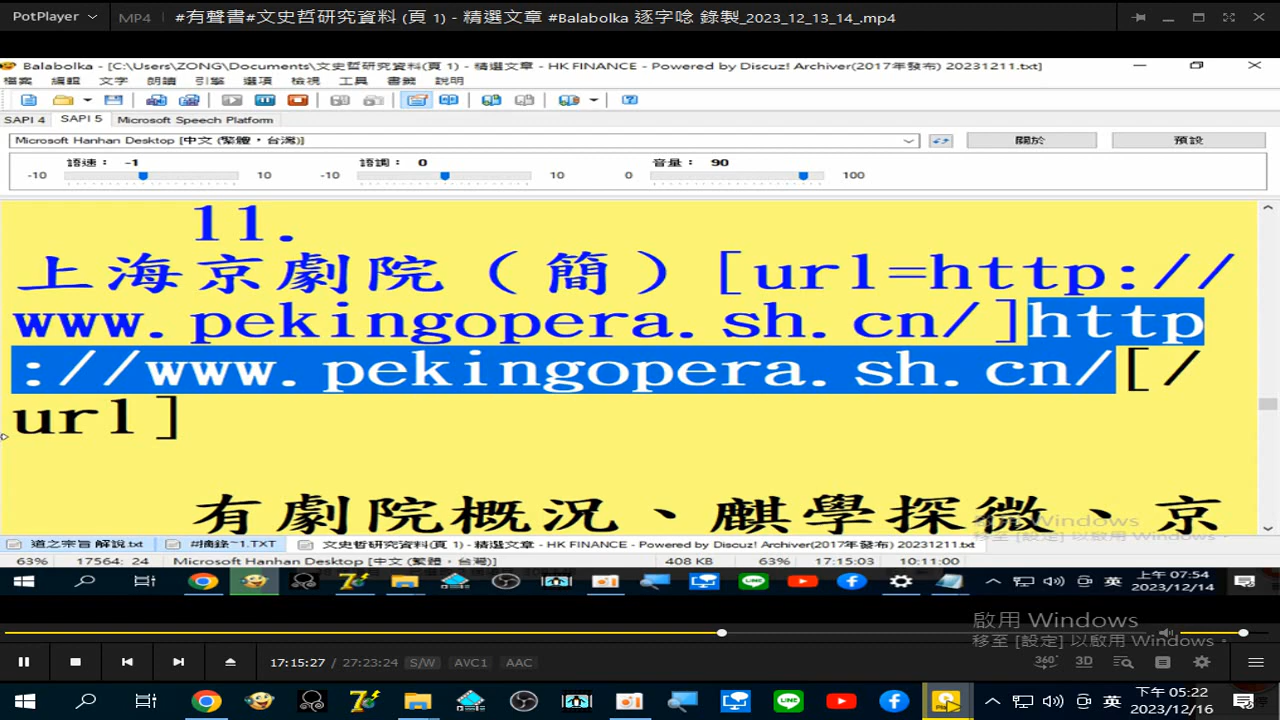 PotPlayer MP4 #有聲書#文史哲研究資料 (頁 1) - 精選文章 #Balabolka 逐字唸 錄製_2023_12_13_14_.mp4
Balabolka - [C:\Users\ZONG\Documents\文史哲研究資料(頁 1) - 精選文章 - HK FINANCE - Powered by Discuz! Archiver(2017年發布) 20231211.txt]
檔案 編輯 文字 朗讀 引擎 選項 檢視 工具 書籤 說明
SAPI 4 SAPI 5 Microsoft Speech Platform
Microsoft Hanhan Desktop [中文 (繁體，台灣)] 關於 預設
語速： -1 語調： 0 音量： 90
-10 10 -10 10 0 100
11.
上海京劇院（簡）[url=http://
www.pekingopera.sh.cn/]http
://www.pekingopera.sh.cn/[/
url]
有劇院概況、麒學探微、京
啟用 Windows
移至 [設定] 以啟用 Windows。
道之宗旨 解說.txt #摘錄~1.TXT 文史哲研究資料(頁 1) - 精選文章 - HK FINANCE - Powered by Discuz! Archiver(2017年發布) 20231211.txt
63% 17564: 24 Microsoft Hanhan Desktop [中文 (繁體，台灣)] 408 KB 63% 17:15:03 10:11:00
英 上午 07:54
2023/12/14
啟用 Windows
移至 [設定] 以啟用 Windows。
17:15:27 / 27:23:24 S/W AVC1 AAC 360° 3D
英 下午 05:22
2023/12/16